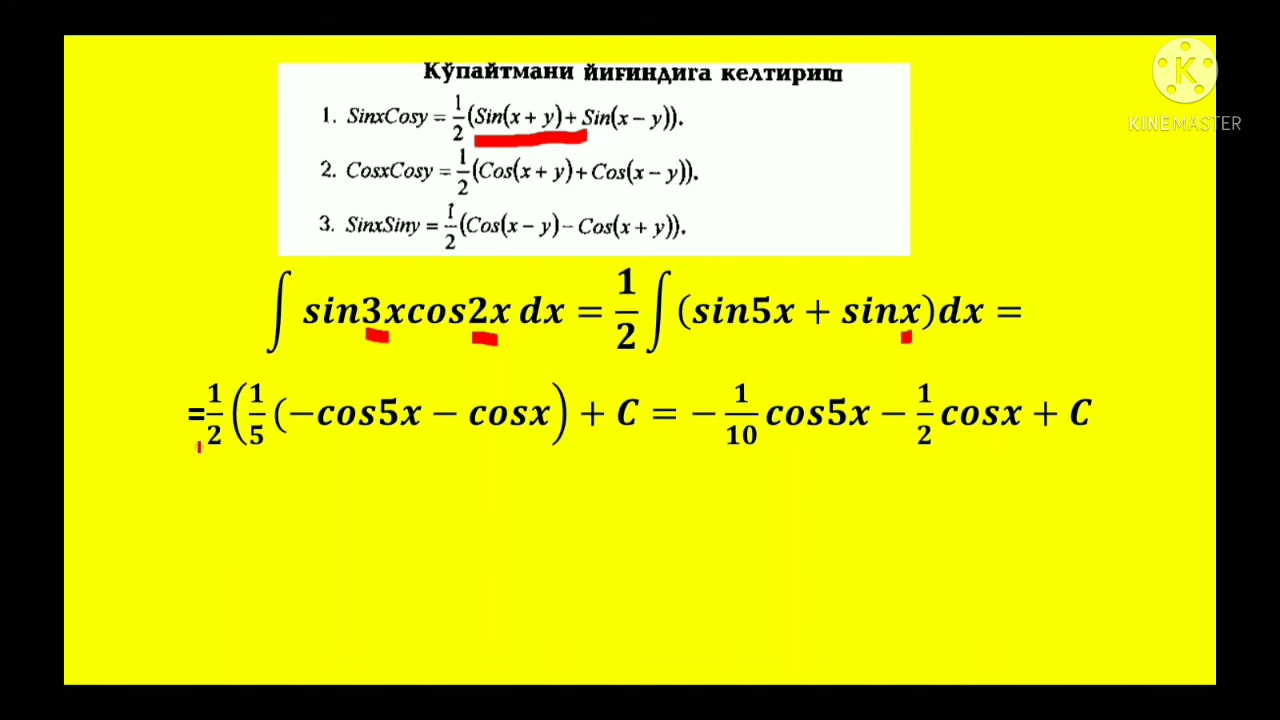 Кўпайтмани йиғиндига келтириш
K
KINEMASTER
1. SinxCosy = 1/2 (Sin(x + y)+ Sin(x − y)).
2. CosxCosy = 1/2 (Cos(x + y)+ Cos(x − y)).
3. SinxSiny = 1/2 (Cos(x − y)− Cos(x + y)).
∫ sin3xcos2x dx = 1/2 ∫ (sin5x + sinx)dx =
= 1/2 (1/5 (−cos5x − cosx) + C = − 1/10 cos5x − 1/2 cosx + C